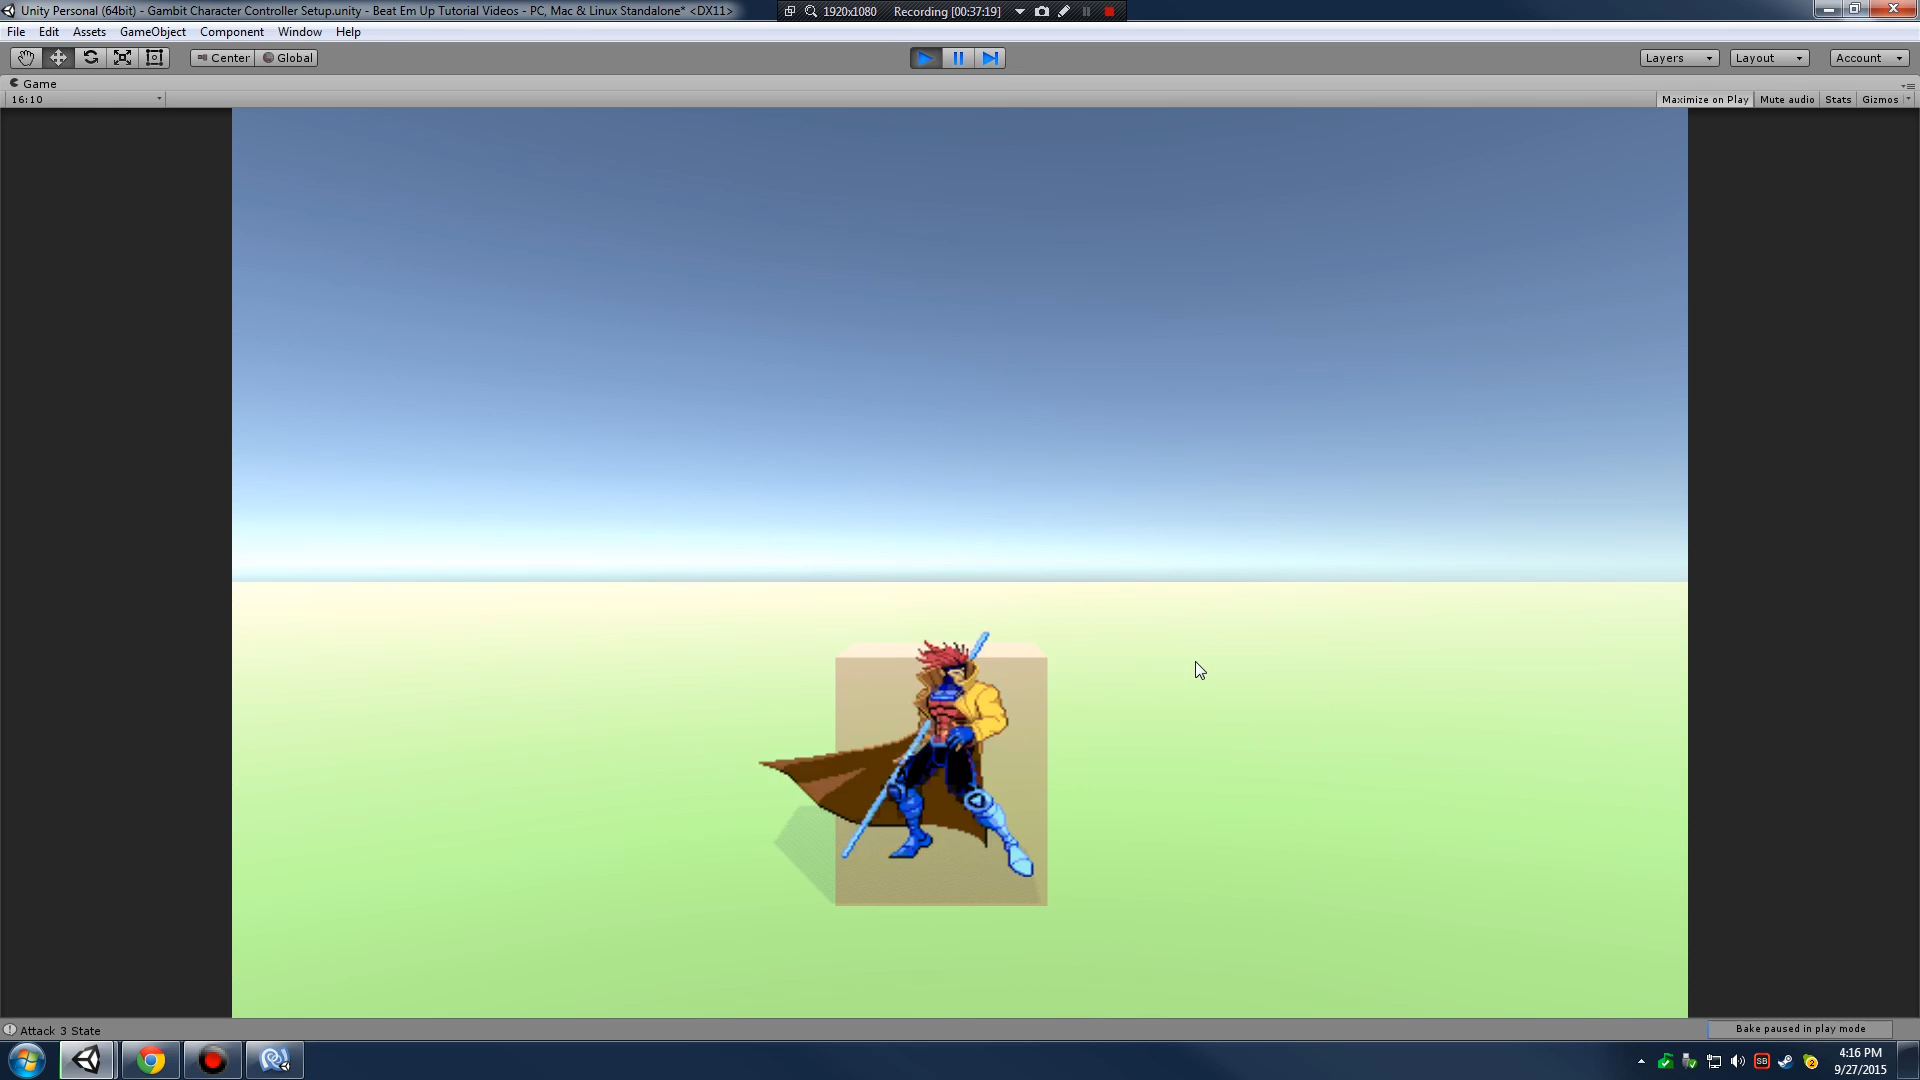 Unity Personal (64bit) - Gambit Character Controller Setup.unity - Beat Em Up Tutorial Videos - PC, Mac & Linux Standalone* <DX11>
1920x1080 Recording [00:37:19]
File Edit Assets GameObject Component Window Help
Center Global Layers Layout Account
Game
16:10 Maximize on Play Mute audio Stats Gizmos
Attack 3 State Bake paused in play mode
4:16 PM
9/27/2015